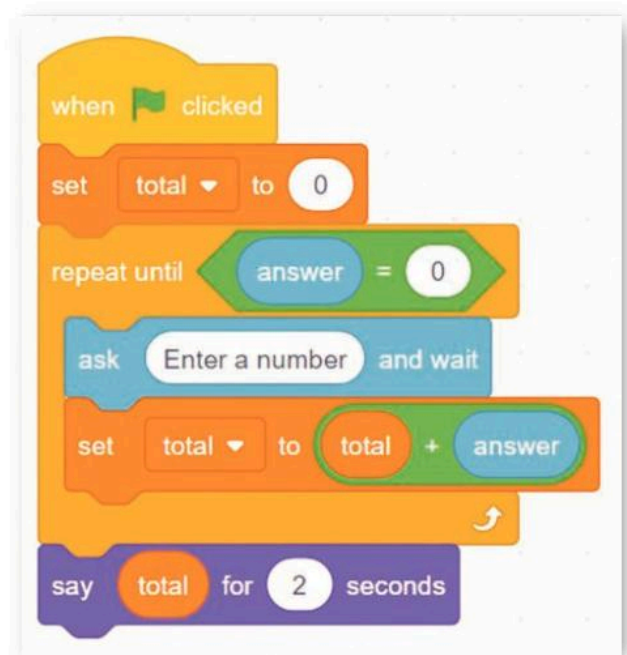 when clicked
set total to 0
repeat until answer = 0
ask Enter a number and wait
set total to total + answer
say total for 2 seconds